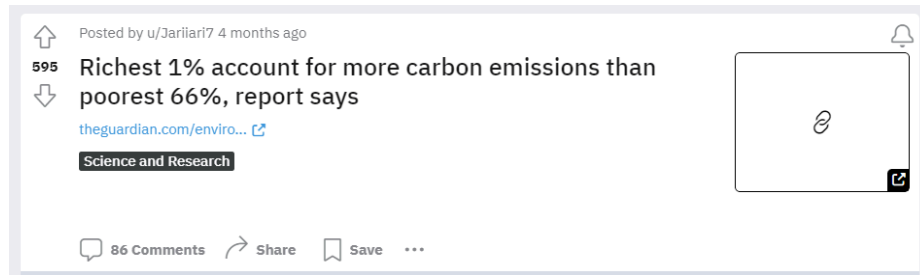 Posted by u/Jariiari7 4 months ago
595
Richest 1% account for more carbon emissions than
poorest 66%, report says
theguardian.com/enviro...
Science and Research
86 Comments Share Save ...